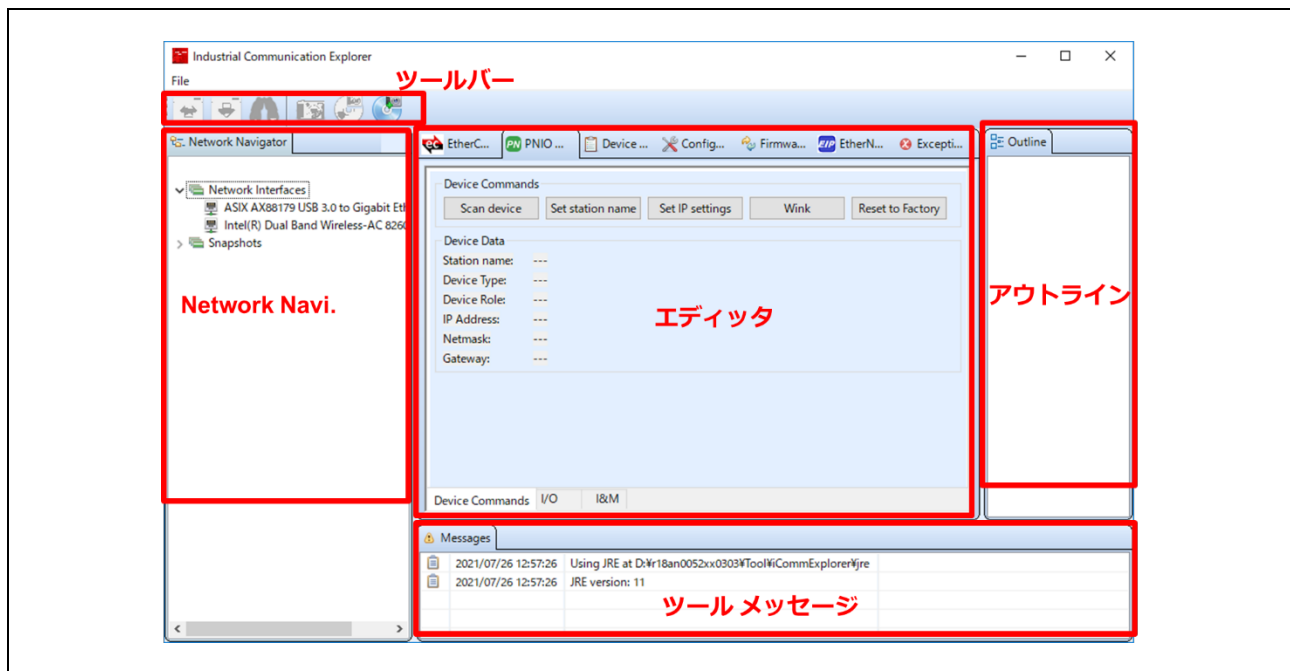 Industrial Communication Explorer
File
ツールバー
Network Navigator
Network Interfaces
ASIX AX88179 USB 3.0 to Gigabit Eth
Intel(R) Dual Band Wireless-AC 8260
Snapshots
Network Navi.
EtherC... PNIO ... Device ... Config... Firmwa... EtherN... Excepti...
Device Commands
Scan device Set station name Set IP settings Wink Reset to Factory
Device Data
Station name: ---
Device Type: ---
Device Role: ---
IP Address: ---
Netmask: ---
Gateway: ---
エディッタ
Device Commands I/O I&M
Outline
アウトライン
Messages
2021/07/26 12:57:26 Using JRE at D:¥r18an0052xx0303¥Tool¥iCommExplorer¥jre
2021/07/26 12:57:26 JRE version: 11
ツール メッセージ